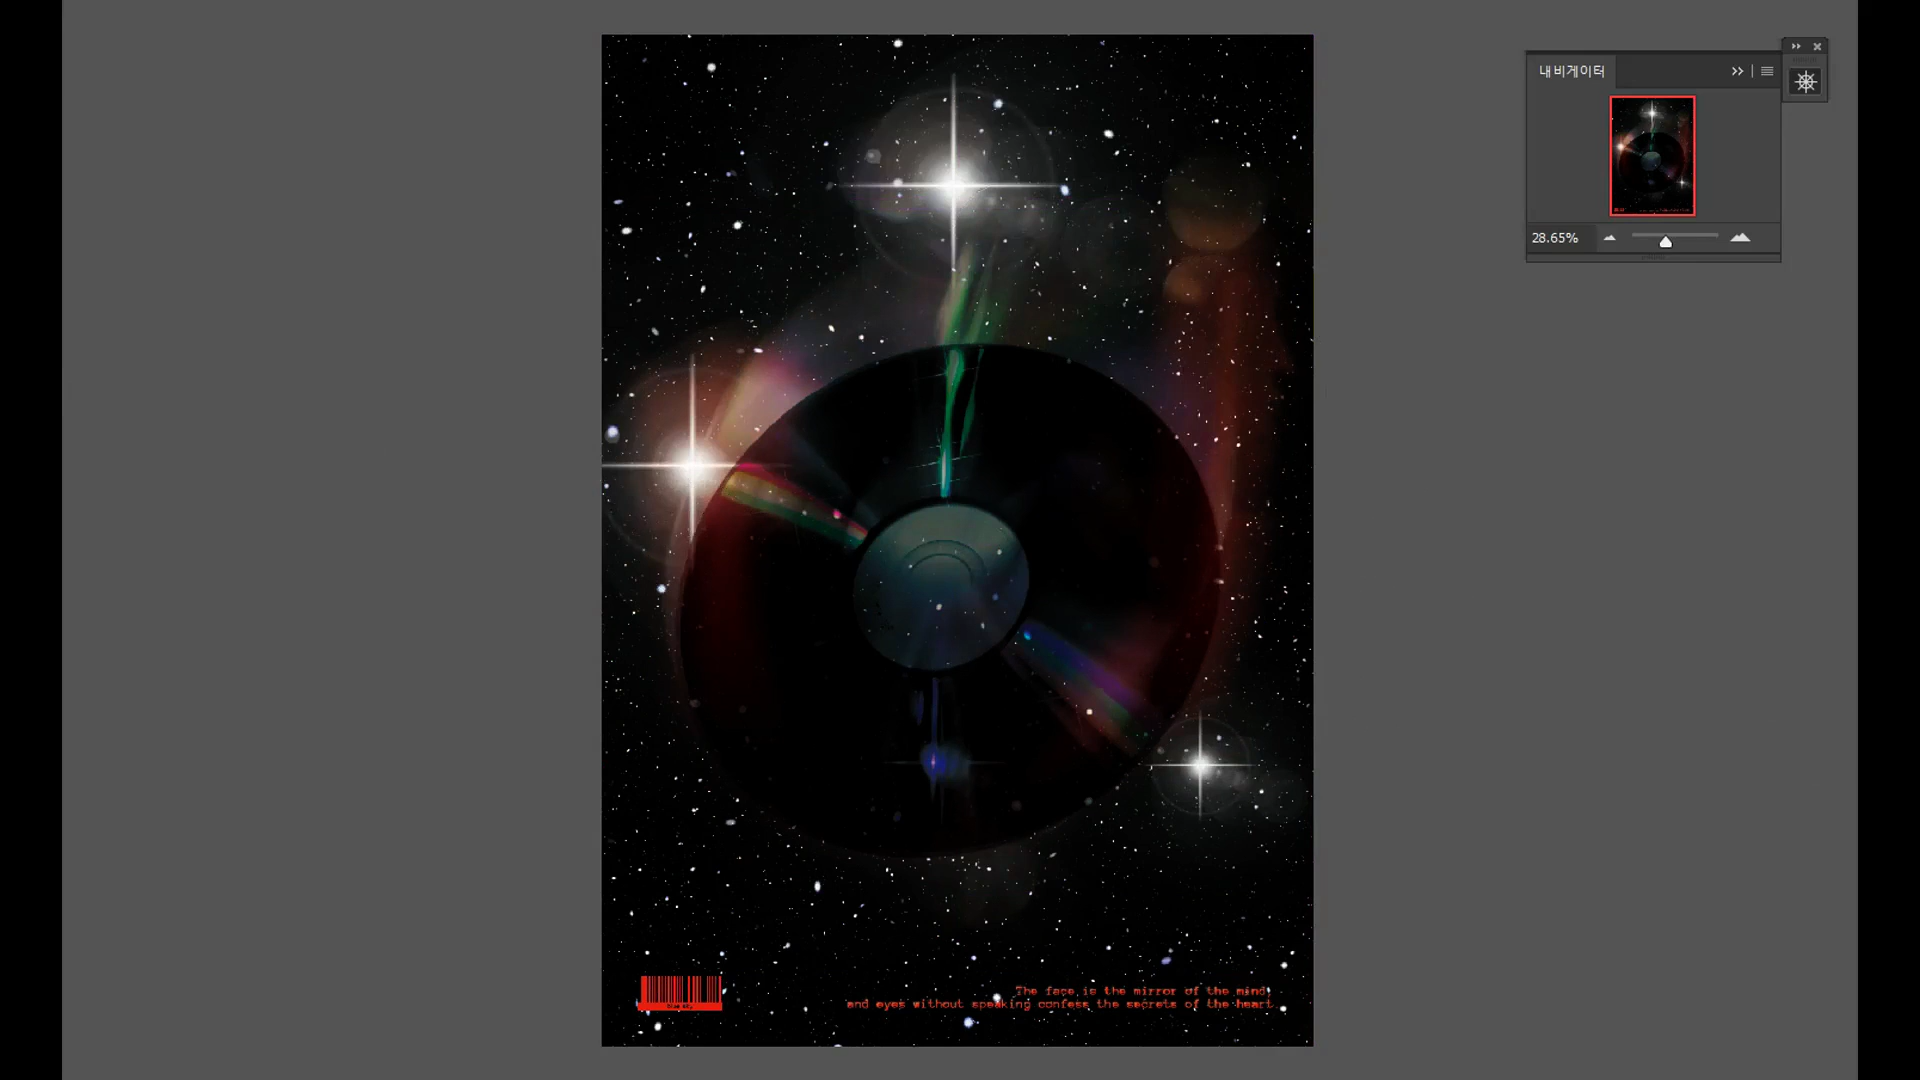 내비게이터
28.65%
The face is the mirror of the mind,
and eyes without speaking confess the secrets of the heart